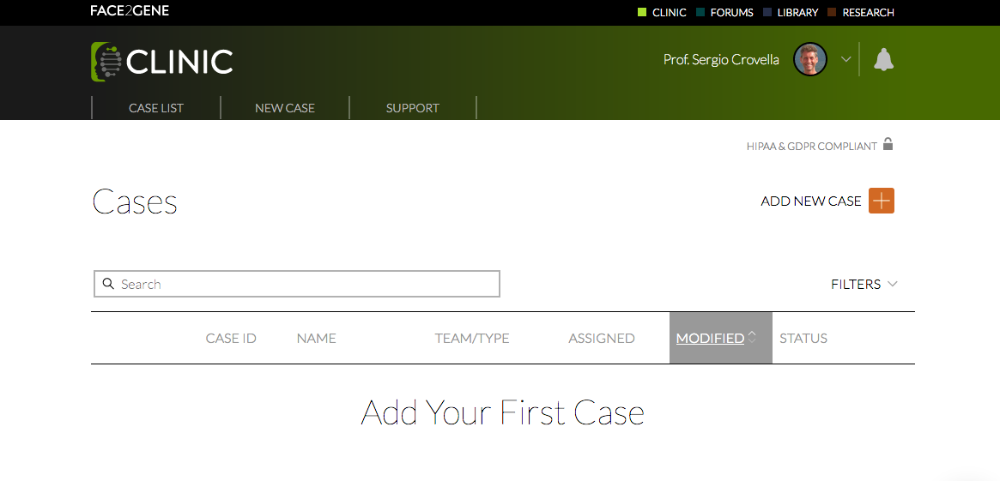 FACE2GENE
CLINIC FORUMS LIBRARY RESEARCH
CLINIC
Prof. Sergio Crovella
CASE LIST NEW CASE SUPPORT
HIPAA & GDPR COMPLIANT
Cases
ADD NEW CASE
Search
FILTERS
CASE ID NAME TEAM/TYPE ASSIGNED MODIFIED STATUS
Add Your First Case